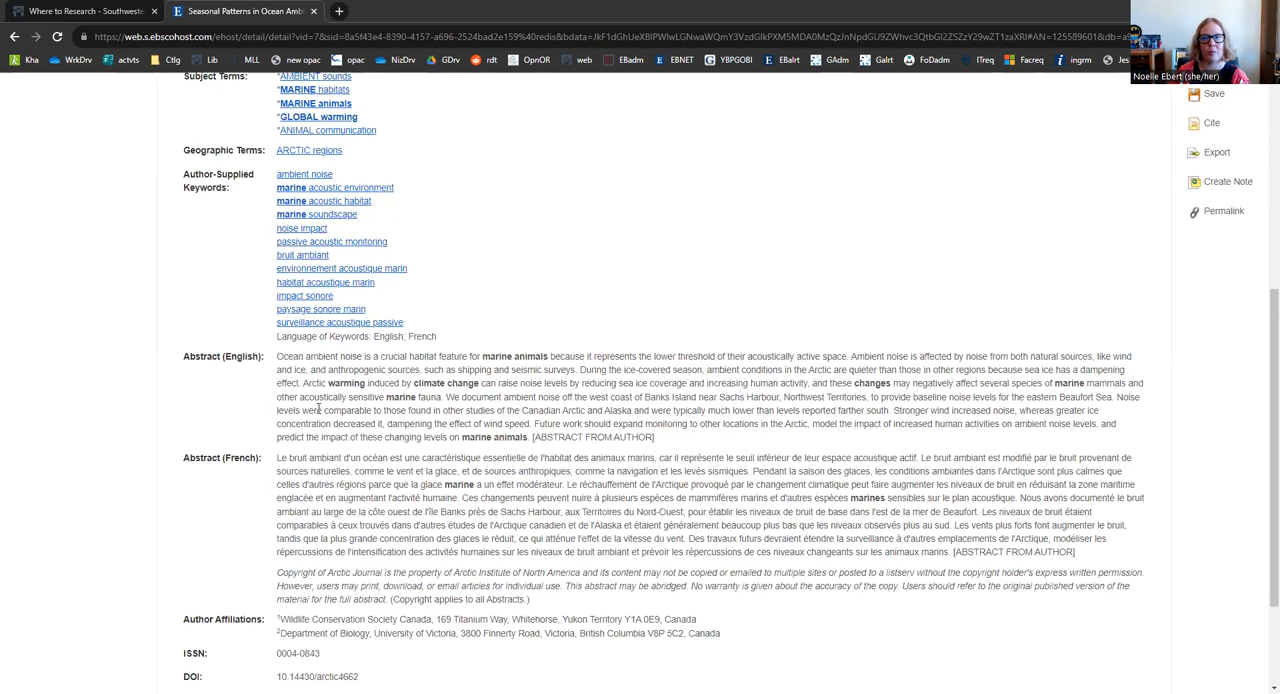 Where to Research - Southweste
Seasonal Patterns in Ocean Ambi
https://web.s.ebscohost.com/ehost/detail/detail?vid=7&sid=8a5f43e4-8390-4157-a696-2524bad2e159%40redis&bdata=
Kha
WrkDrv
actvts
Ctlg
Lib
MLL
new opac
opac
NizDrv
GDrv
rdt
OpnOR
web
EBadm
EBNET
YBPGOBI
EBalrt
GAdm
Galrt
FoDadm
ITreq
Facreq
ingrm
Jes
Noelle Ebert (she/her)
Subject Terms:
*AMBIENT sounds
*MARINE habitats
*MARINE animals
*GLOBAL warming
*ANIMAL communication
Geographic Terms:
ARCTIC regions
Author-Supplied
Keywords:
ambient noise
marine acoustic environment
marine acoustic habitat
marine soundscape
noise impact
passive acoustic monitoring
bruit ambiant
environnement acoustique marin
habitat acoustique marin
impact sonore
paysage sonore marin
surveillance acoustique passive
Language of Keywords: English; French
Abstract (English):
Ocean ambient noise is a crucial habitat feature for marine animals because it represents the lower threshold of their acoustically active space. Ambient noise is affected by noise from both natural sources, like wind
and ice, and anthropogenic sources, such as shipping and seismic surveys. During the ice-covered season, ambient conditions in the Arctic are quieter than those in other regions because sea ice has a dampening
effect. Arctic warming induced by climate change can raise noise levels by reducing sea ice coverage and increasing human activity, and these changes may negatively affect several species of marine mammals and
other acoustically sensitive marine fauna. We document ambient noise off the west coast of Banks Island near Sachs Harbour, Northwest Territories, to provide baseline noise levels for the eastern Beaufort Sea. Noise
levels were comparable to those found in other studies of the Canadian Arctic and Alaska and were typically much lower than levels reported farther south. Stronger wind increased noise, whereas greater ice
concentration decreased it, dampening the effect of wind speed. Future work should expand monitoring to other locations in the Arctic, model the impact of increased human activities on ambient noise levels. and
predict the impact of these changing levels on marine animals. [ABSTRACT FROM AUTHOR]
Abstract (French):
Le bruit ambiant d'un océan est une caractéristique essentielle de l'habitat des animaux marins, car il représente le seuil inférieur de leur espace acoustique actif. Le bruit ambiant est modifié par le bruit provenant de
sources naturelles, comme le vent et la glace, et de sources anthropiques, comme la navigation et les levés sismiques. Pendant la saison des glaces, les conditions ambiantes dans l'Arctique sont plus calmes que
celles d'autres régions parce que la glace marine a un effet modérateur. Le réchauffement de l'Arctique provoqué par le changement climatique peut faire augmenter les niveaux de bruit en réduisant la zone maritime
englacée et en augmentant l'activité humaine. Ces changements peuvent nuire à plusieurs espèces de mammifères marins et d'autres espèces marines sensibles sur le plan acoustique. Nous avons documenté le bruit
ambiant au large de la côte ouest de l'île Banks près de Sachs Harbour, aux Territoires du Nord-Ouest, pour établir les niveaux de bruit de base dans l'est de la mer de Beaufort. Les niveaux de bruit étaient
comparables à ceux trouvés dans d'autres études de l'Arctique canadien et de l'Alaska et étaient généralement beaucoup plus bas que les niveaux observés plus au sud. Les vents plus forts font augmenter le bruit,
tandis que la plus grande concentration des glaces le réduit, ce qui atténue l'effet de la vitesse du vent. Des travaux futurs devraient étendre la surveillance à d'autres emplacements de l'Arctique, modéliser les
répercussions de l'intensification des activités humaines sur les niveaux de bruit ambiant et prévoir les répercussions de ces niveaux changeants sur les animaux marins. [ABSTRACT FROM AUTHOR]
Copyright of Arctic Journal is the property of Arctic Institute of North America and its content may not be copied or emailed to multiple sites or posted to a listserv without the copyright holder's express written permission.
However, users may print, download, or email articles for individual use. This abstract may be abridged. No warranty is given about the accuracy of the copy. Users should refer to the original published version of the
material for the full abstract. (Copyright applies to all Abstracts.)
Author Affiliations:
1Wildlife Conservation Society Canada, 169 Titanium Way, Whitehorse, Yukon Territory Y1A 0E9, Canada
2Department of Biology, University of Victoria, 3800 Finnerty Road, Victoria, British Columbia V8P 5C2, Canada
ISSN:
0004-0843
DOI:
10.14430/arctic4662
Save
Cite
Export
Create Note
Permalink